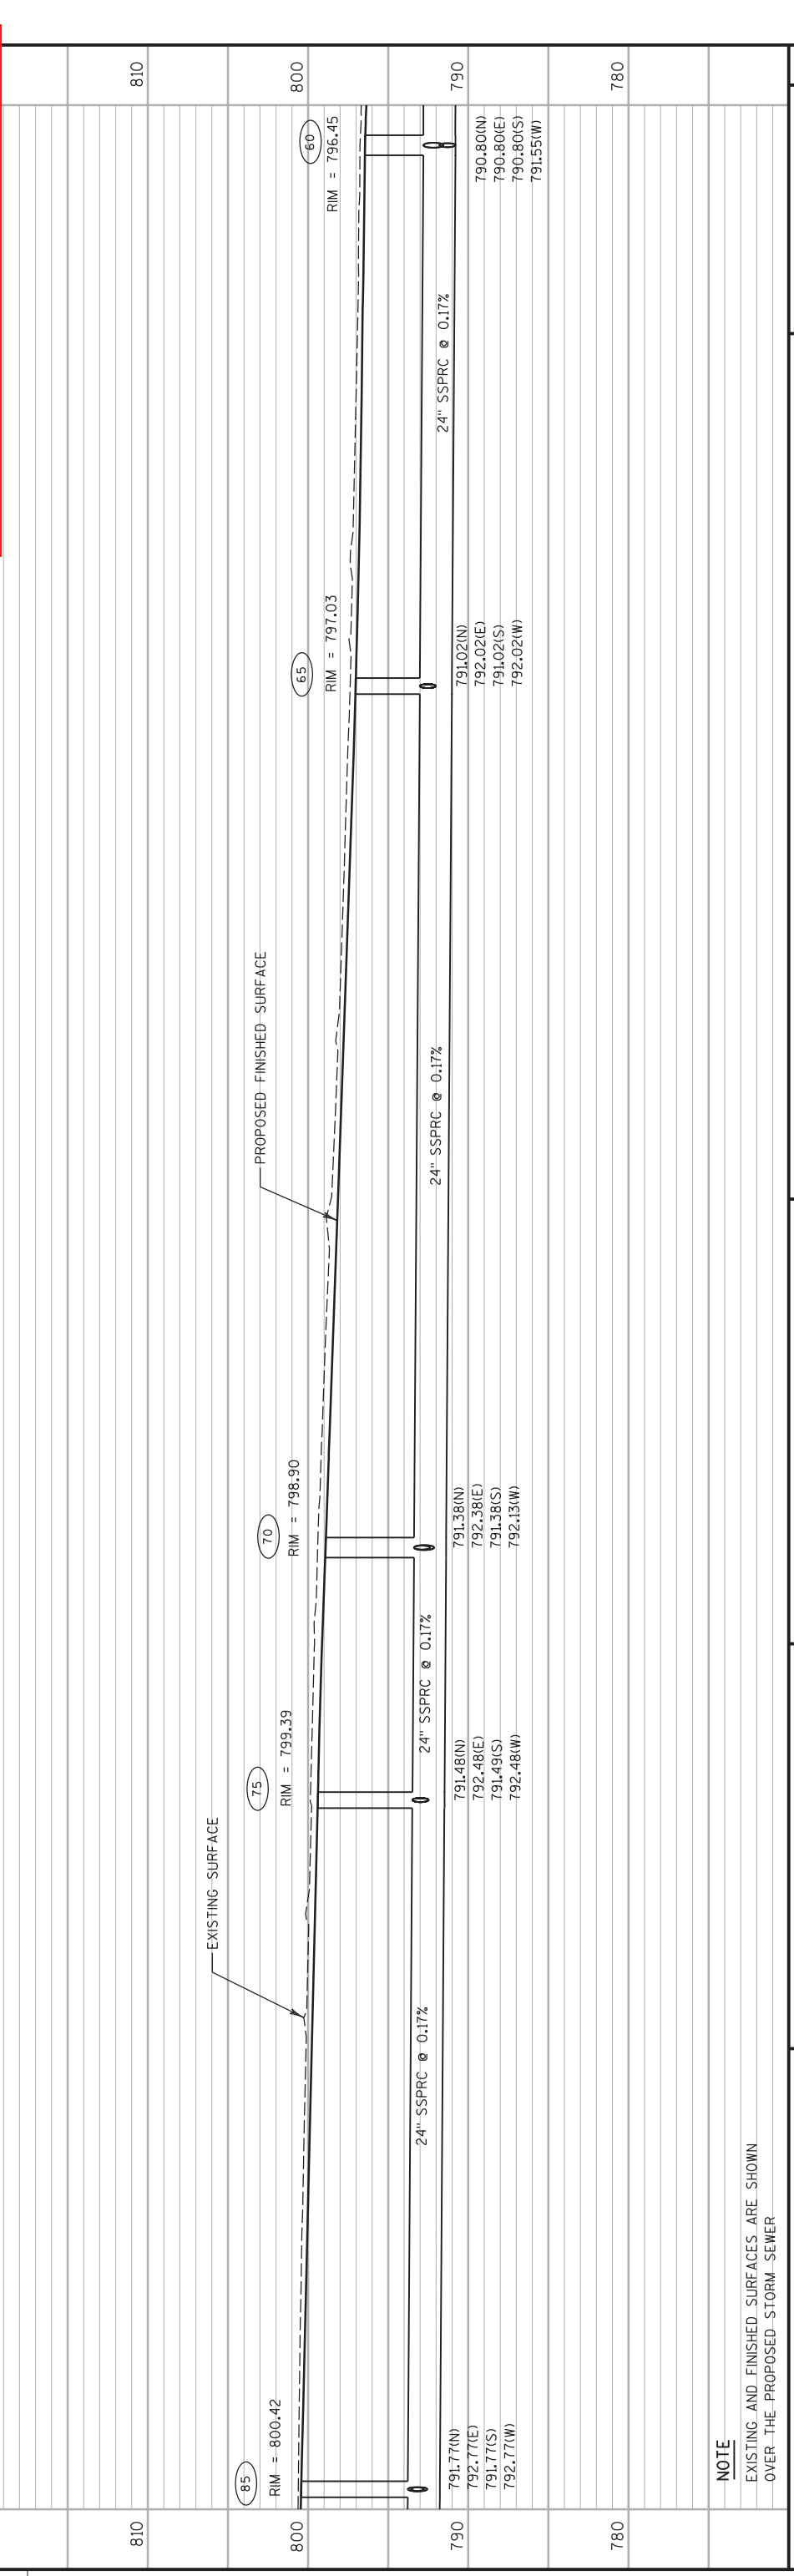 810
810
800
800
790
790
780
780
85
RIM = 800.42
791.77(N)
792.77(E)
791.77(S)
792.77(W)
24" SSPRC @ 0.17%
EXISTING SURFACE
75
RIM = 799.39
791.48(N)
792.48(E)
791.49(S)
792.48(W)
24" SSPRC @ 0.17%
70
RIM = 798.90
791.38(N)
792.38(E)
791.38(S)
792.13(W)
24" SSPRC @ 0.17%
PROPOSED FINISHED SURFACE
65
RIM = 797.03
791.02(N)
792.02(E)
791.02(S)
792.02(W)
24" SSPRC @ 0.17%
60
RIM = 796.45
790.80(N)
790.80(E)
790.80(S)
791.55(W)
NOTE
EXISTING AND FINISHED SURFACES ARE SHOWN
OVER THE PROPOSED STORM SEWER